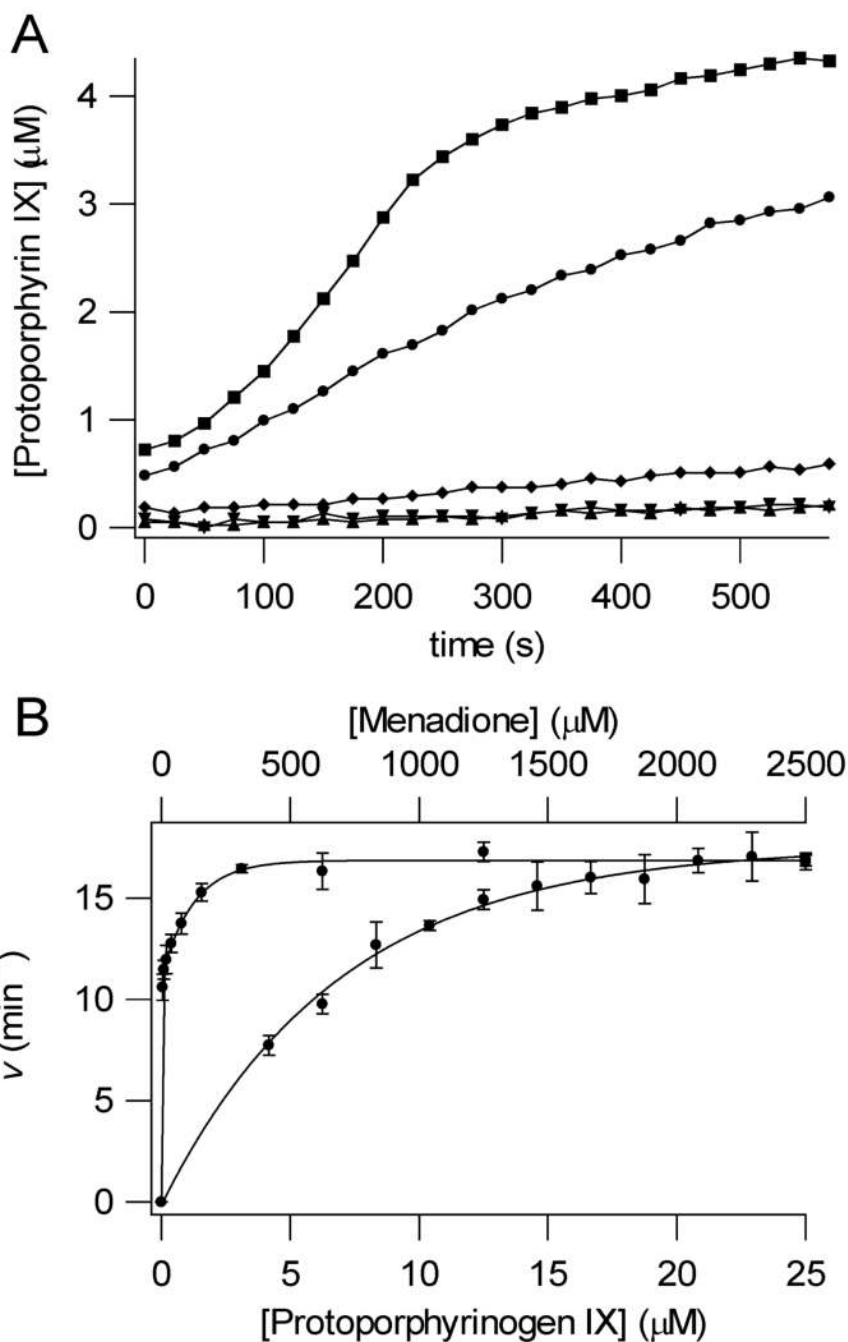 A
[Protoporphyrin IX] (μM)
4
3
2
1
0
0 100 200 300 400 500
time (s)
B
[Menadione] (μM)
0 500 1000 1500 2000 2500
v (min
15
10
5
0
0 5 10 15 20 25
[Protoporphyrinogen IX] (μM)